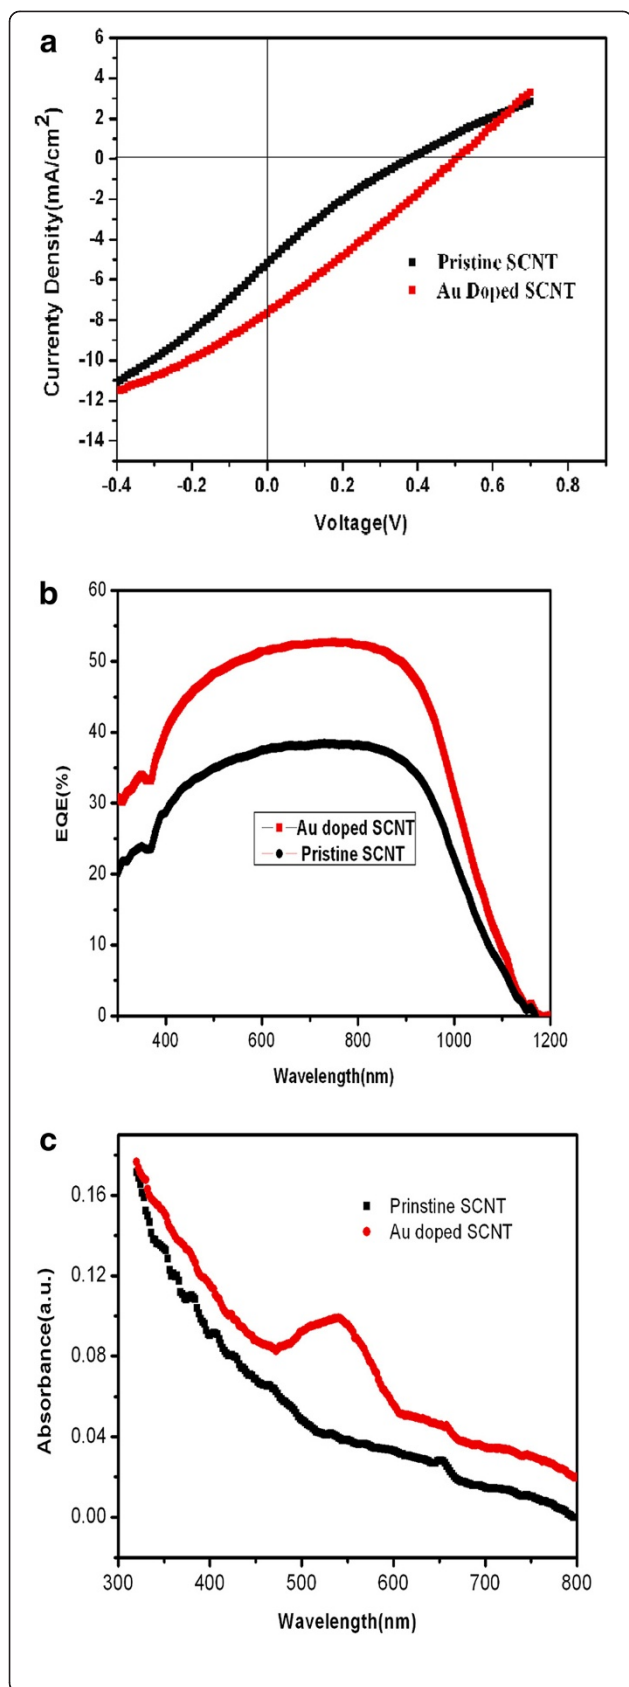 a
6
4
2
0
-2
-4
-6
-8
-10
-12
-14
Currenty Density(mA/cm2)
Pristine SCNT
Au Doped SCNT
-0.4 -0.2 0.0 0.2 0.4 0.6 0.8
Voltage(V)
b
60
50
40
30
20
10
0
EQE(%)
Au doped SCNT
Pristine SCNT
400 600 800 1000 1200
Wavelength(nm)
c
0.16
0.12
0.08
0.04
0.00
Absorbance(a.u.)
Prinstine SCNT
Au doped SCNT
300 400 500 600 700 800
Wavelength(nm)